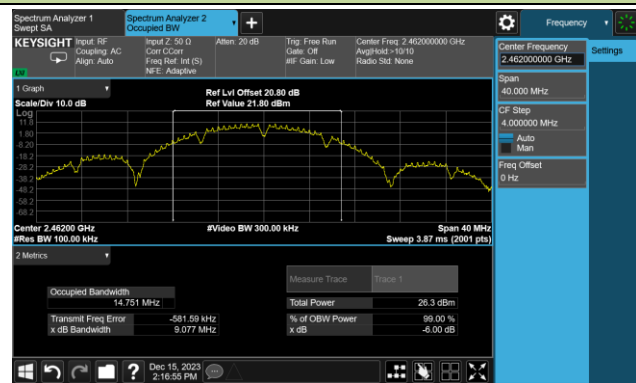 Spectrum Analyzer 1
Swept SA
Spectrum Analyzer 2
Occupied BW
Frequency
KEYSIGHT
Input: RF
Coupling: AC
Align: Auto
Input Z: 50 Ω
Corr CCorr
Freq Ref: Int (S)
NFE: Adaptive
Atten: 20 dB
Trig: Free Run
Gate: Off
#IF Gain: Low
Center Freq: 2.462000000 GHz
Avg|Hold:>10/10
Radio Std: None
Center Frequency
2.462000000 GHz
Settings
Span
40.000 MHz
CF Step
4.000000 MHz
Auto
Man
Freq Offset
0 Hz
1 Graph
Scale/Div 10.0 dB
Ref Lvl Offset 20.80 dB
Ref Value 21.80 dBm
Log
11.8
1.80
-8.20
-18.2
-28.2
-38.2
-48.2
-58.2
-68.2
Center 2.46200 GHz
#Video BW 300.00 kHz
Span 40 MHz
#Res BW 100.00 kHz
Sweep 3.87 ms (2001 pts)
2 Metrics
Measure Trace
Trace 1
Occupied Bandwidth
14.751 MHz
Total Power
26.3 dBm
Transmit Freq Error
-581.59 kHz
% of OBW Power
99.00 %
x dB Bandwidth
9.077 MHz
x dB
-6.00 dB
Dec 15, 2023
2:16:55 PM